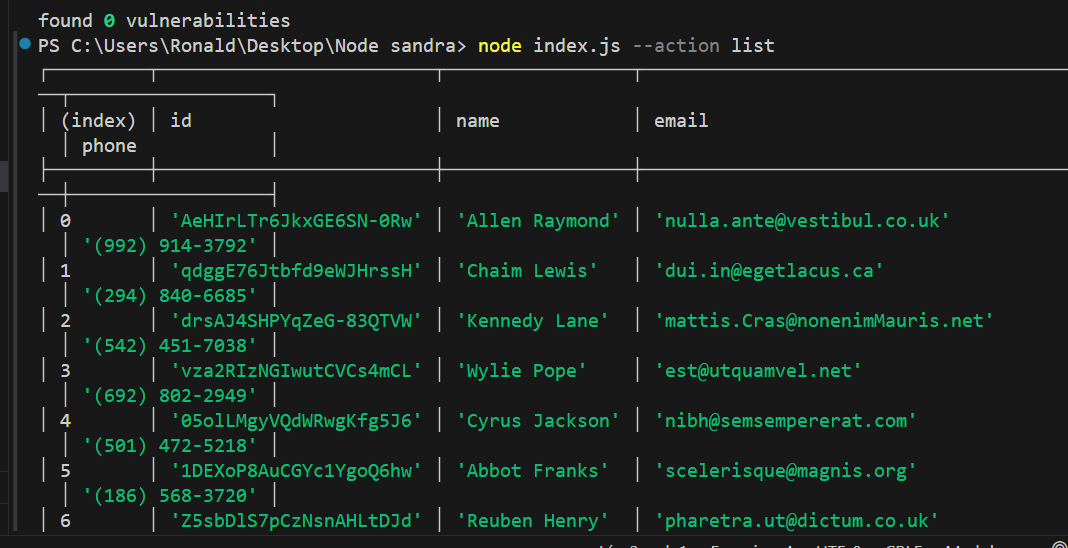 found 0 vulnerabilities
PS C:\Users\Ronald\Desktop\Node sandra> node index.js --action list
(index) id name email
phone
0 'AeHIrLTr6JkxGE6SN-0Rw' 'Allen Raymond' 'nulla.ante@vestibul.co.uk'
'(992) 914-3792'
1 'qdggE76Jtbfd9eWJHrssH' 'Chaim Lewis' 'dui.in@egetlacus.ca'
'(294) 840-6685'
2 'drsAJ4SHPYqZeG-83QTVW' 'Kennedy Lane' 'mattis.Cras@nonenimMauris.net'
'(542) 451-7038'
3 'vza2RIzNGIwutCVCs4mCL' 'Wylie Pope' 'est@utquamvel.net'
'(692) 802-2949'
4 '05olLMgyVQdWRwgKfg5J6' 'Cyrus Jackson' 'nibh@semsempererat.com'
'(501) 472-5218'
5 '1DEXoP8AuCGYc1YgoQ6hw' 'Abbot Franks' 'scelerisque@magnis.org'
'(186) 568-3720'
6 'Z5sbDlS7pCzNsnAHLtDJd' 'Reuben Henry' 'pharetra.ut@dictum.co.uk'